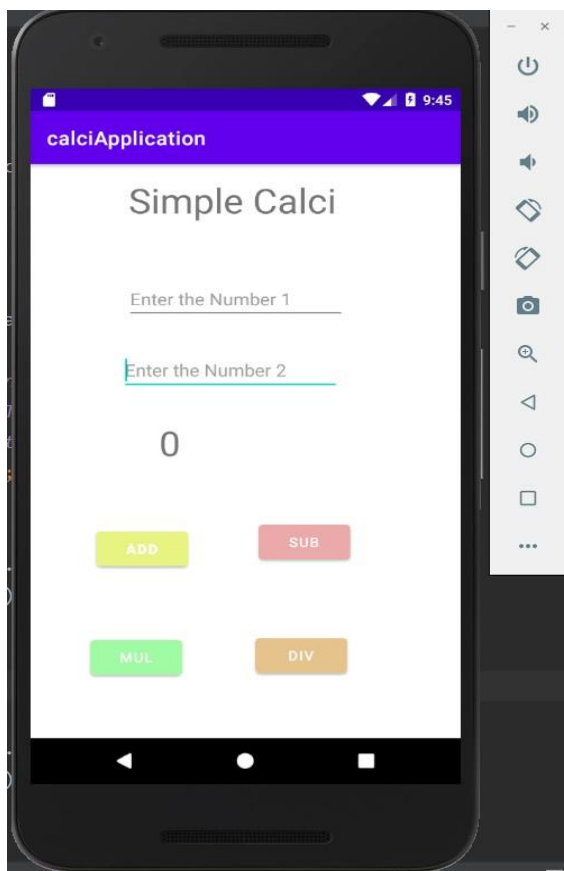 9:45
calciApplication
Simple Calci
Enter the Number 1
Enter the Number 2
0
ADD
SUB
MUL
DIV